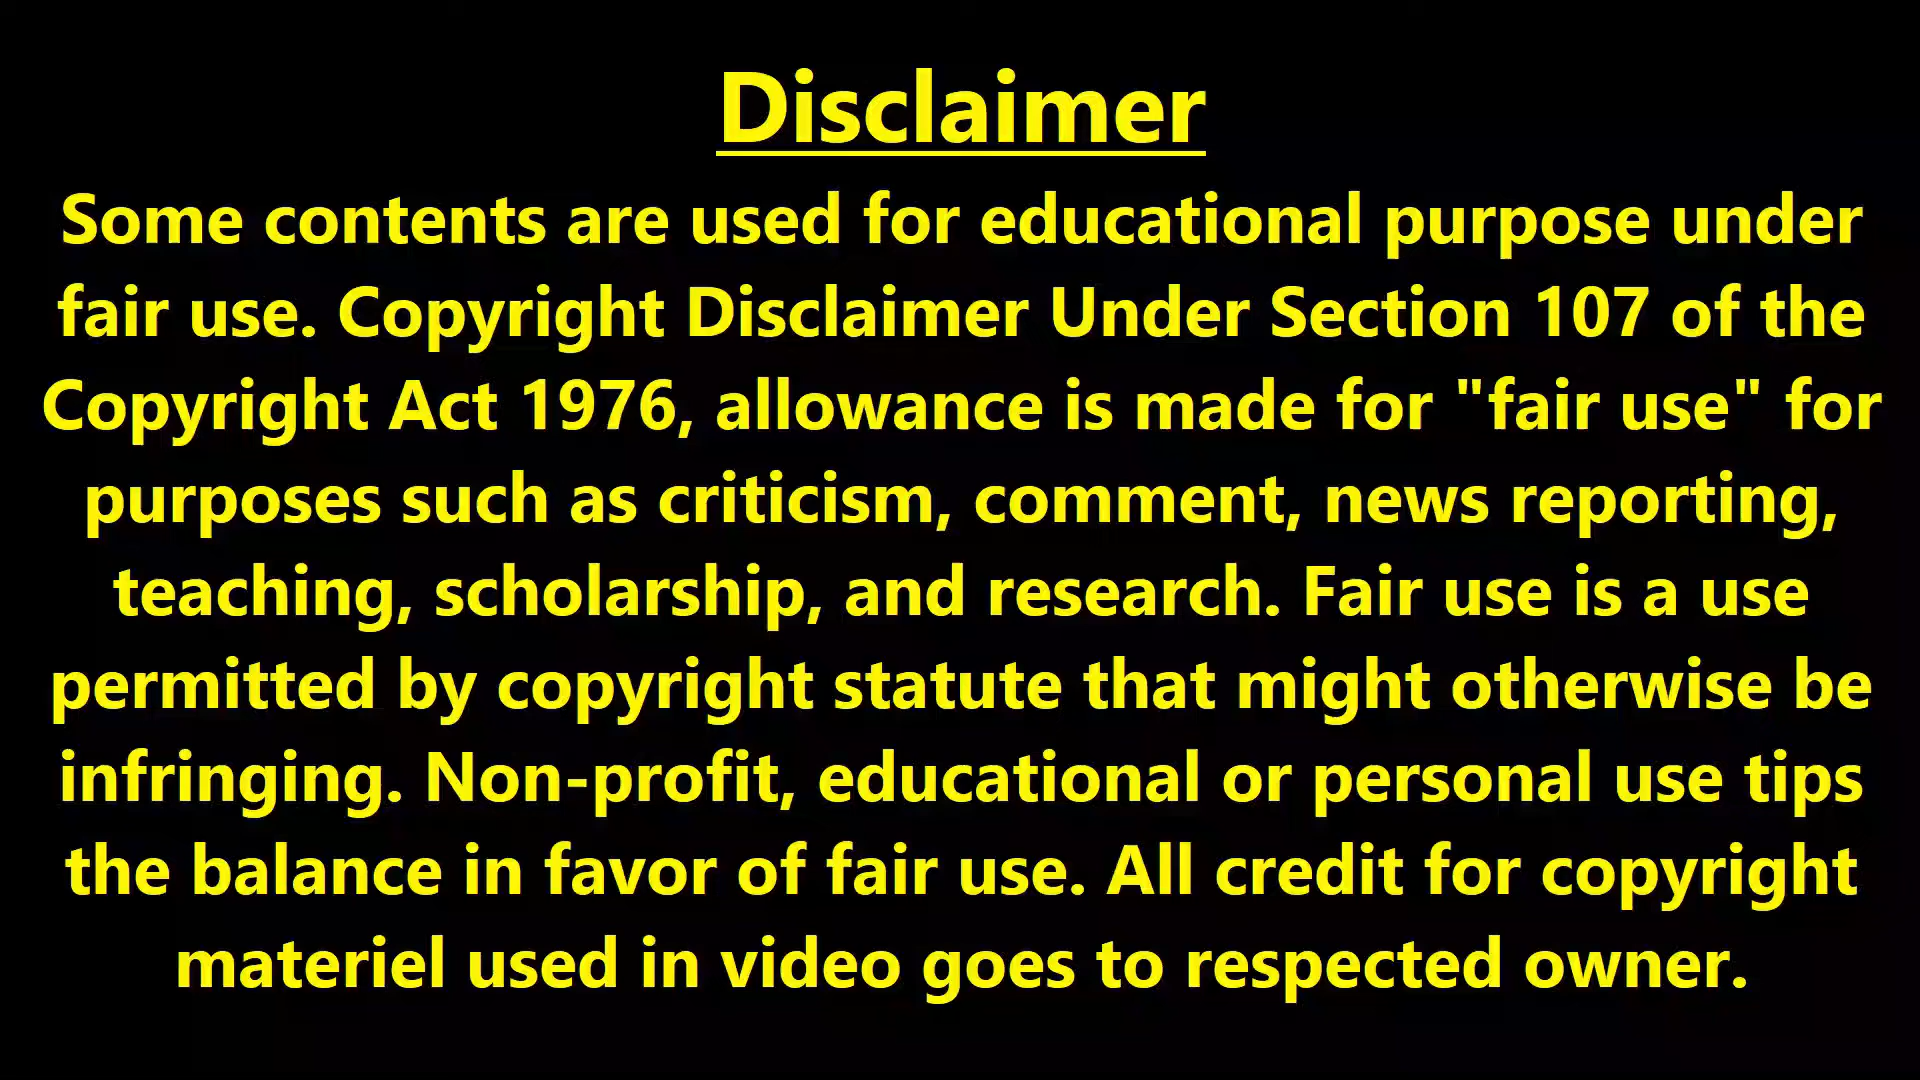 Disclaimer
Some contents are used for educational purpose under
fair use. Copyright Disclaimer Under Section 107 of the
Copyright Act 1976, allowance is made for "fair use" for
purposes such as criticism, comment, news reporting,
teaching, scholarship, and research. Fair use is a use
permitted by copyright statute that might otherwise be
infringing. Non-profit, educational or personal use tips
the balance in favor of fair use. All credit for copyright
materiel used in video goes to respected owner.